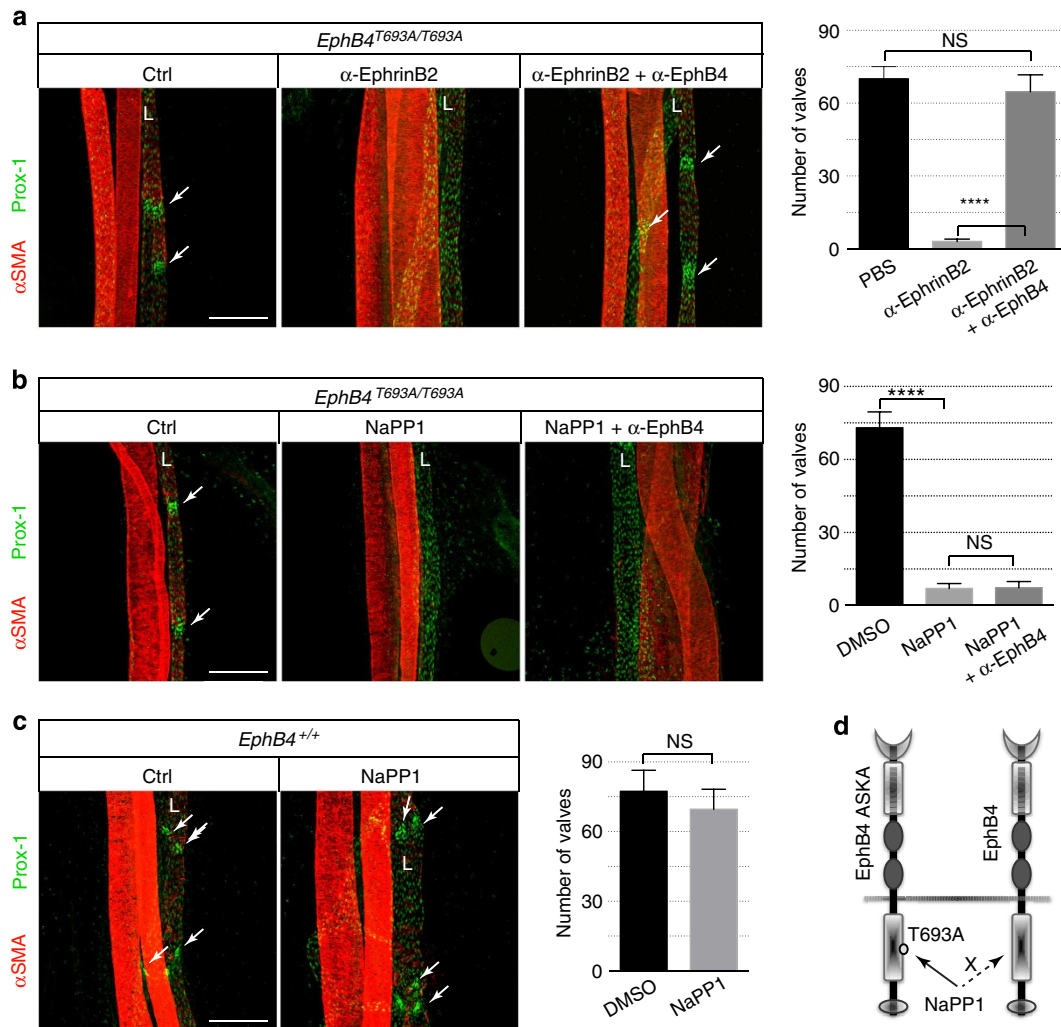 a
EphB4T693A/T693A
Ctrl
α-EphrinB2
α-EphrinB2 + α-EphB4
αSMA Prox-1
L
L
L
Number of valves
90
60
30
0
NS
****
PBS
α-EphrinB2
α-EphrinB2
+ α-EphB4
b
EphB4T693A/T693A
Ctrl
NaPP1
NaPP1 + α-EphB4
αSMA Prox-1
L
L
L
Number of valves
90
60
30
0
****
NS
DMSO
NaPP1
NaPP1
+ α-EphB4
c
EphB4+/+
Ctrl
NaPP1
αSMA Prox-1
L
L
Number of valves
90
60
30
0
NS
DMSO
NaPP1
d
EphB4 ASKA
EphB4
T693A
X
NaPP1